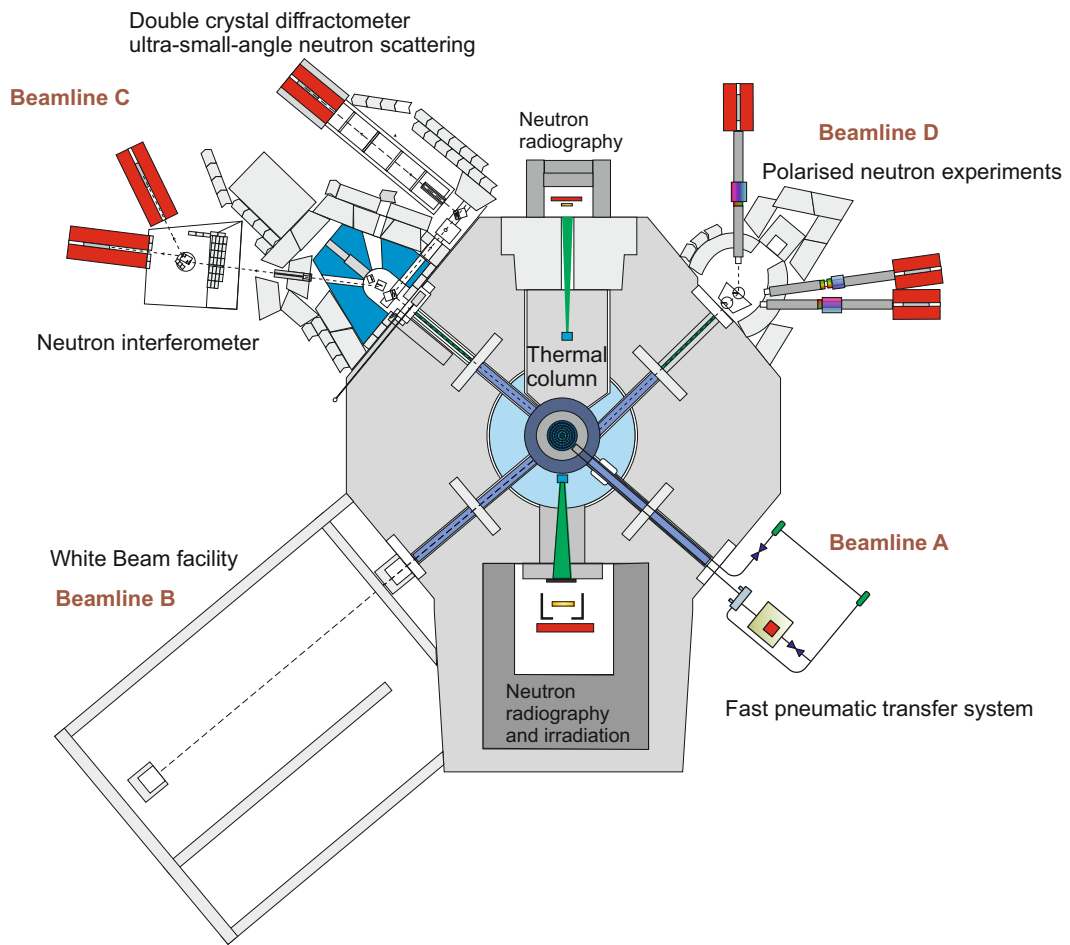 Double crystal diffractometer
ultra-small-angle neutron scattering
Beamline C
Neutron
radiography
Beamline D
Polarised neutron experiments
Neutron interferometer
Thermal
column
White Beam facility
Beamline B
Beamline A
Neutron
radiography
and irradiation
Fast pneumatic transfer system